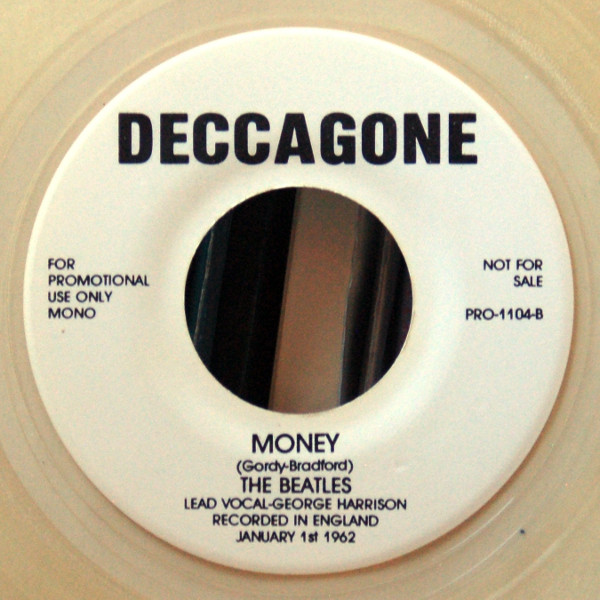 DECCAGONE
FOR
PROMOTIONAL
USE ONLY
MONO
NOT FOR
SALE
PRO-1104-B
MONEY
(Gordy-Bradford)
THE BEATLES
LEAD VOCAL-GEORGE HARRISON
RECORDED IN ENGLAND
JANUARY 1st 1962